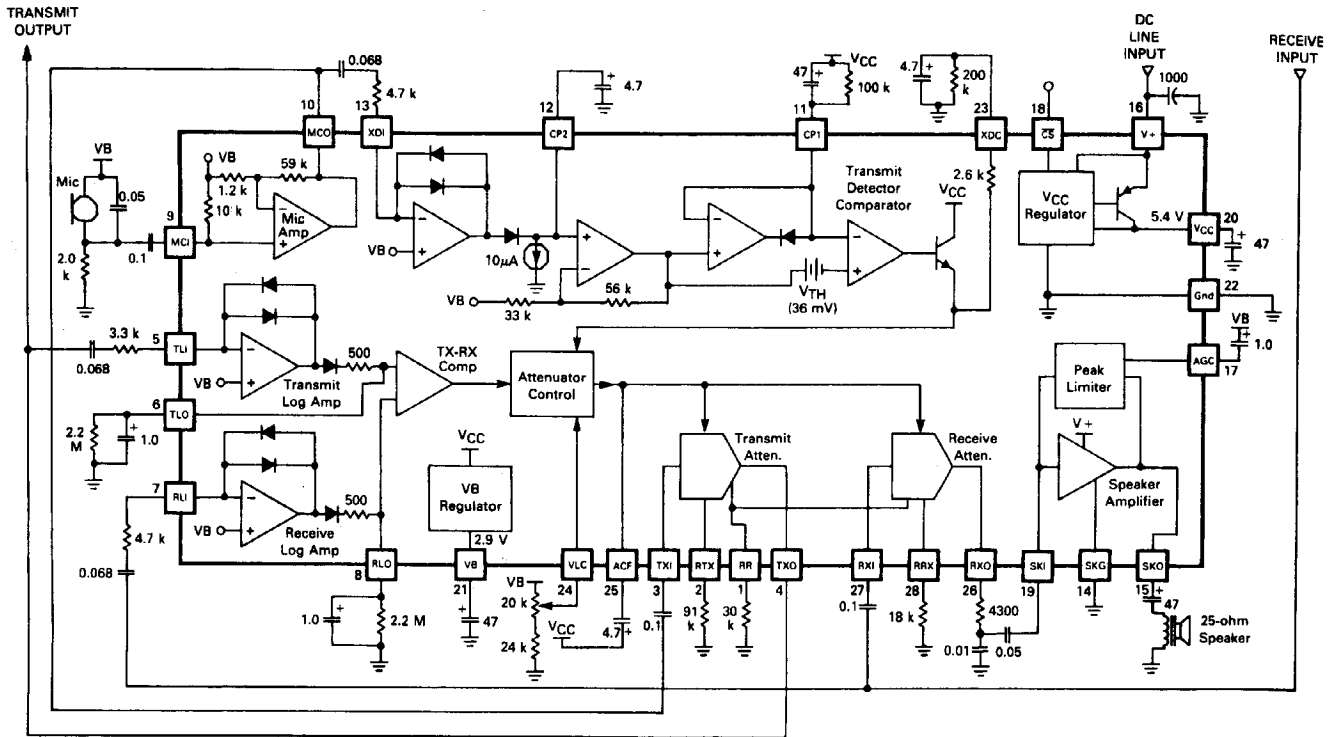 TRANSMIT OUTPUT
DC LINE INPUT
RECEIVE INPUT
0.068
4.7 k
10
MCO
13
XDI
12
CP2
+
4.7
11
CP1
47 +
VCC
100 k
4.7 +
200 k
23
XDC
18
CS
16
V+
1000
VB
Mic
0.05
9
MCI
0.1
2.0 k
VB
59 k
1.2 k
10 k
Mic Amp
−
+
VB
−
+
10µA
+
−
VB
33 k
56 k
−
+
VTH (36 mV)
Transmit Detector Comparator
−
+
VCC
2.6 k
VCC Regulator
5.4 V
20
VCC
+
47
Gnd
22
VB
+
1.0
AGC
17
3.3 k
0.068
5
TLI
−
+
VB
Transmit Log Amp
500
TX-RX Comp
Attenuator Control
6
TLO
2.2 M
+
1.0
7
RLI
−
+
VB
Receive Log Amp
500
4.7 k
0.068
VCC
VB Regulator
2.9 V
Transmit Atten.
Receive Atten.
Peak Limiter
V+
Speaker Amplifier
RLO
8
VB
21
VLC
24
ACF
25
TXI
3
RTX
2
RR
1
TXO
4
RXI
27
RRX
28
RXO
26
SKI
19
SKG
14
SKO
15
+
1.0
2.2 M
+
47
VB
20 k
24 k
VCC
4.7 +
0.1
91 k
30 k
0.1
18 k
4300
0.01
0.05
+
47
25-ohm Speaker